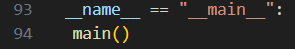 93 __name__ == "__main__":
94 main()